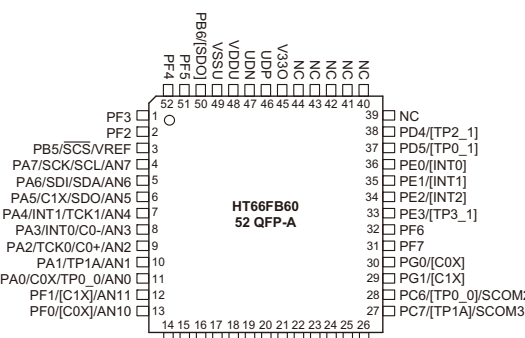 PF4
PF5
PB6/[SDO]
VSSU
VDDU
UDN
UDP
V33O
NC
NC
NC
NC
NC
52 51 50 49 48 47 46 45 44 43 42 41 40
PF3 1 39 NC
PF2 2 38 PD4/[TP2_1]
PB5/SCS/VREF 3 37 PD5/[TP0_1]
PA7/SCK/SCL/AN7 4 36 PE0/[INT0]
PA6/SDI/SDA/AN6 5 35 PE1/[INT1]
PA5/C1X/SDO/AN5 6 HT66FB60 34 PE2/[INT2]
PA4/INT1/TCK1/AN4 7 52 QFP-A 33 PE3/[TP3_1]
PA3/INT0/C0-/AN3 8 32 PF6
PA2/TCK0/C0+/AN2 9 31 PF7
PA1/TP1A/AN1 10 30 PG0/[C0X]
PA0/C0X/TP0_0/AN0 11 29 PG1/[C1X]
PF1/[C1X]/AN11 12 28 PC6/[TP0_0]/SCOM2
PF0/[C0X]/AN10 13 27 PC7/[TP1A]/SCOM3
14 15 16 17 18 19 20 21 22 23 24 25 26